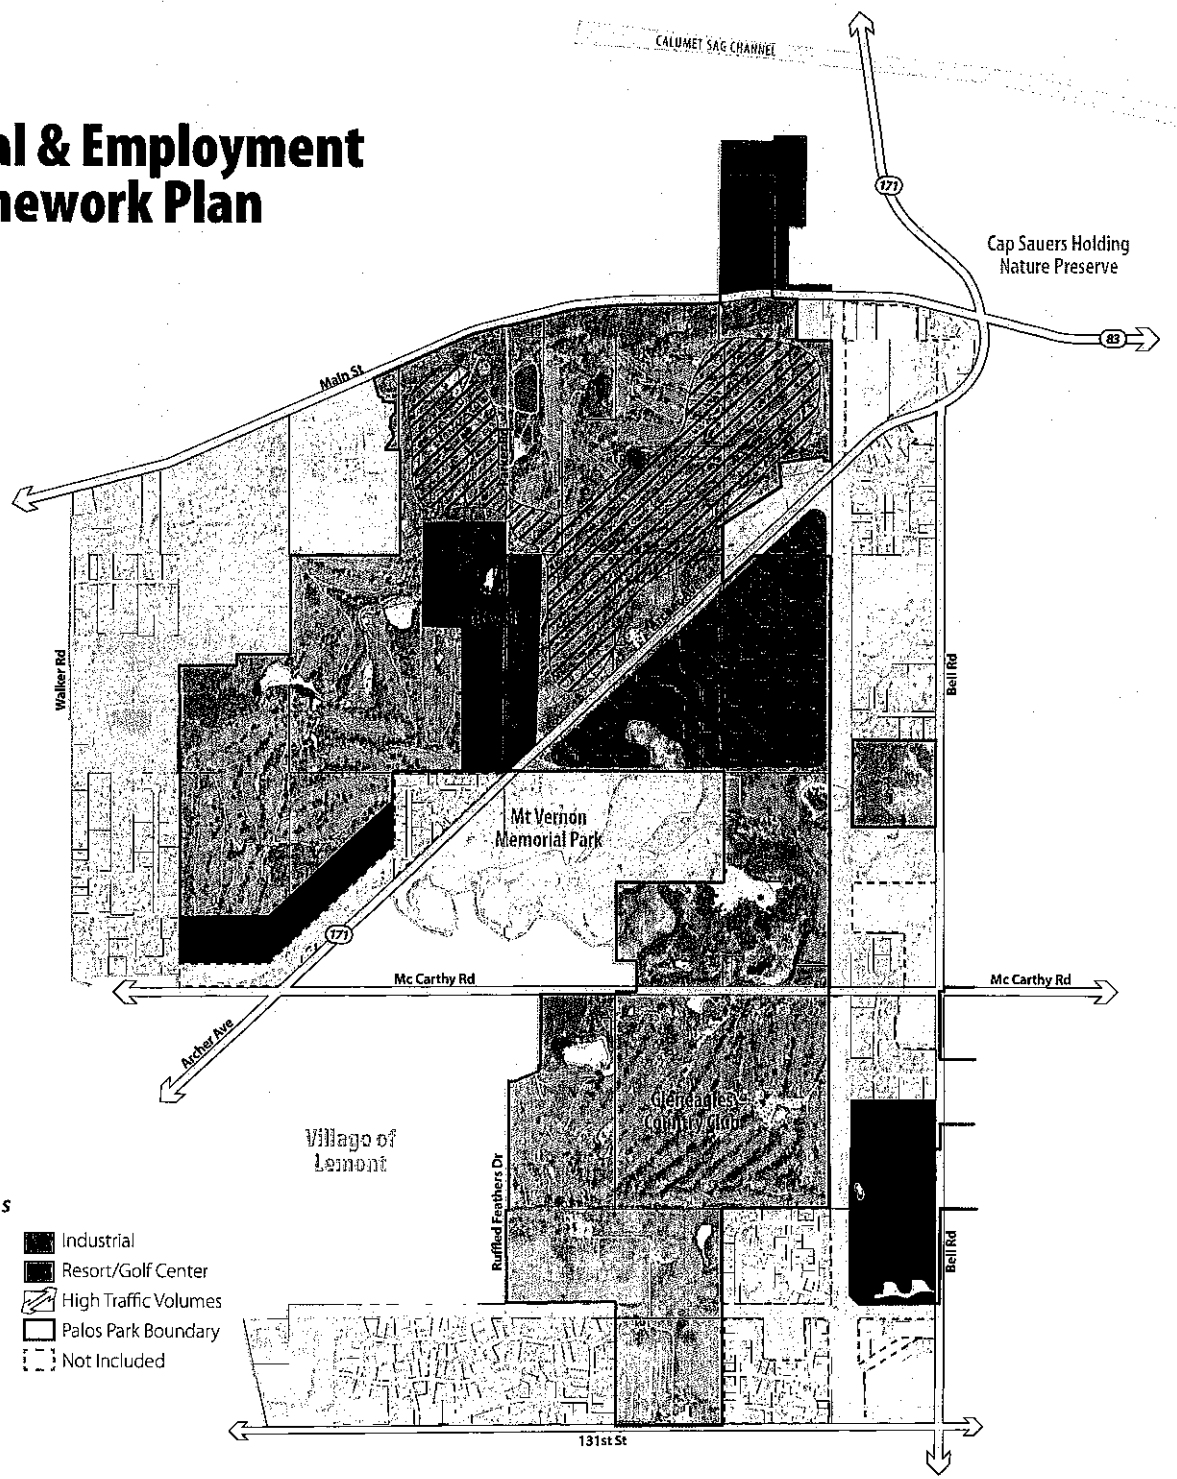 CALUMET SAG CHANNEL
al & Employment
nework Plan
171
Cap Sauers Holding
Nature Preserve
83
Main St
Walker Rd
Bell Rd
Mt Vernon
Memorial Park
171
Mc Carthy Rd
Mc Carthy Rd
Archer Ave
Gleneagles
Country Club
Village of
Lemont
Ruffled Feathers Dr
Bell Rd
s
Industrial
Resort/Golf Center
High Traffic Volumes
Palos Park Boundary
Not Included
131st St